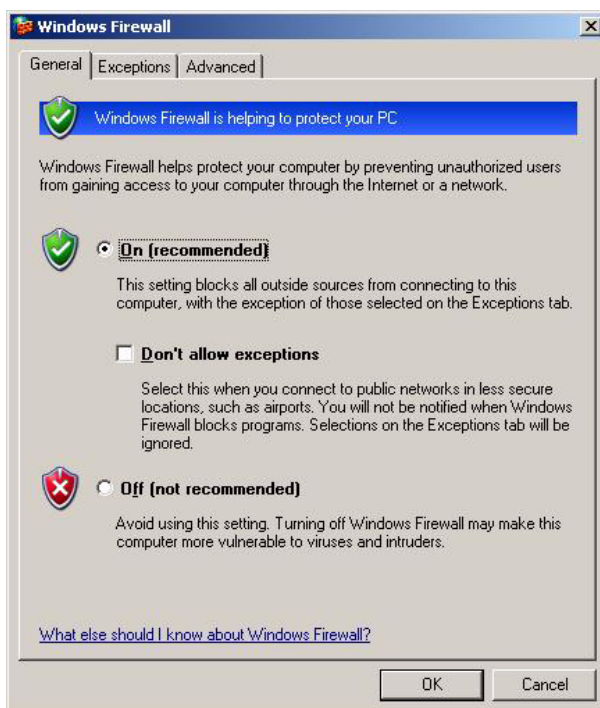 Windows Firewall
General Exceptions Advanced
Windows Firewall is helping to protect your PC
Windows Firewall helps protect your computer by preventing unauthorized users
from gaining access to your computer through the Internet or a network.
On (recommended)
This setting blocks all outside sources from connecting to this
computer, with the exception of those selected on the Exceptions tab.
Don't allow exceptions
Select this when you connect to public networks in less secure
locations, such as airports. You will not be notified when Windows
Firewall blocks programs. Selections on the Exceptions tab will be
ignored.
Off (not recommended)
Avoid using this setting. Turning off Windows Firewall may make this
computer more vulnerable to viruses and intruders.
What else should I know about Windows Firewall?
OK Cancel